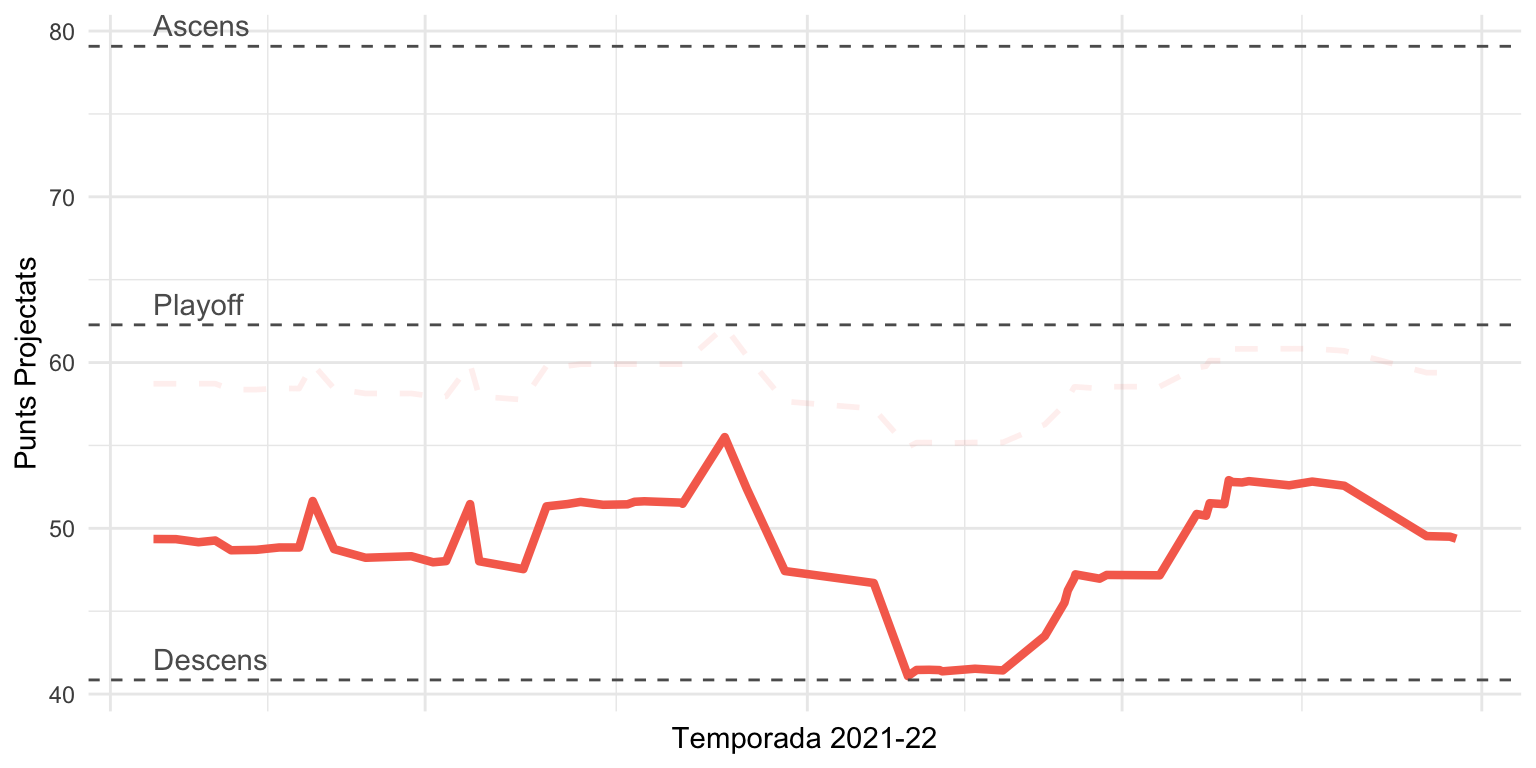 Ascens
80
70
Playoff
60
50
Descens
40
Punts Projectats
Temporada 2021-22